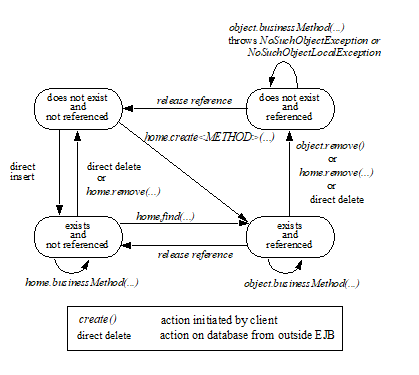 object.businessMethod(...)
throws NoSuchObjectException or
NoSuchObjectLocalException
does not exist
and
not referenced
release reference
does not exist
and
referenced
home.create<METHOD>(...)
direct
insert
direct delete
or
home.remove(...)
object.remove()
or
home.remove(...)
or
direct delete
exists
and
not referenced
home.find(...)
release reference
exists
and
referenced
home.businessMethod(...)
object.businessMethod(...)
create() action initiated by client
direct delete action on database from outside EJB